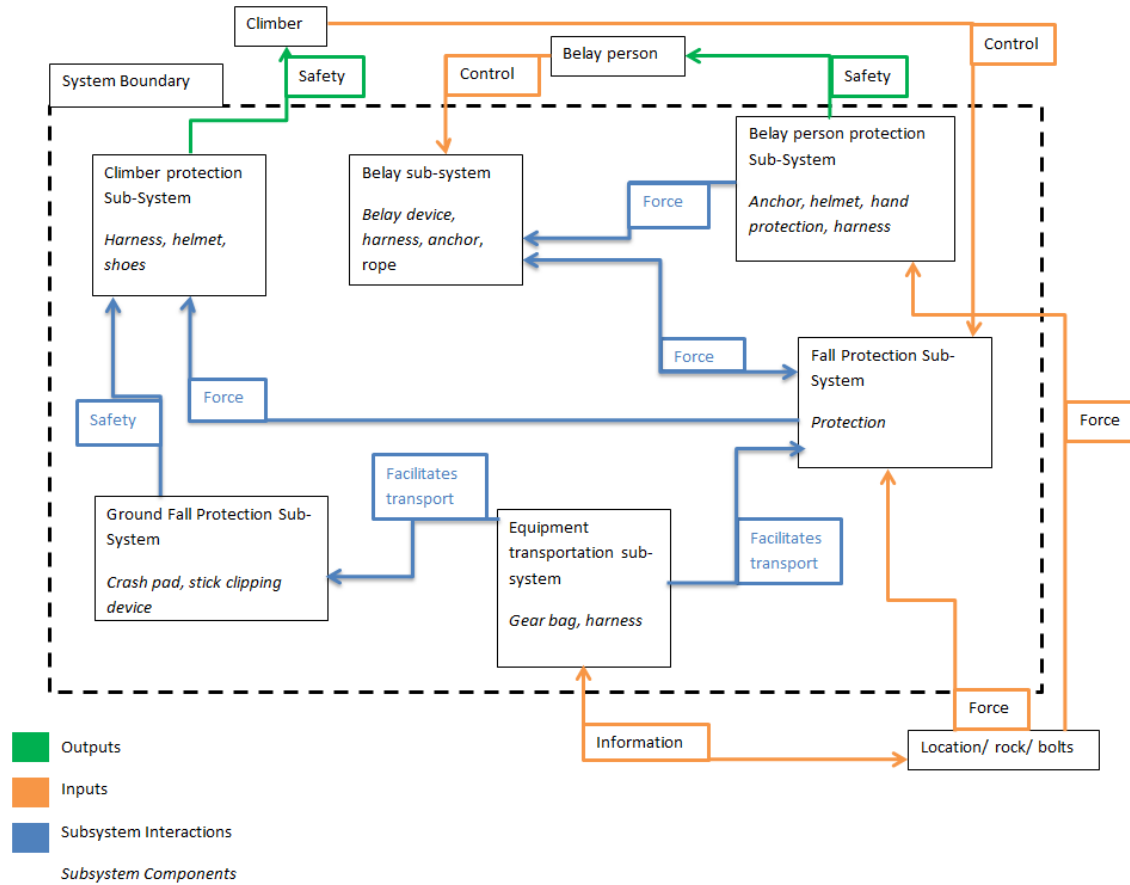 Climber
Control
Belay person
Safety
Control
Safety
System Boundary
Belay person protection
Sub-System
Anchor, helmet, hand
protection, harness
Climber protection
Sub-System
Harness, helmet,
shoes
Belay sub-system
Belay device,
harness, anchor,
rope
Force
Force
Fall Protection Sub-
System
Protection
Force
Safety
Force
Facilitates
transport
Ground Fall Protection Sub-
System
Crash pad, stick clipping
device
Equipment
transportation sub-
system
Gear bag, harness
Facilitates
transport
Force
Information
Location/ rock/ bolts
Outputs
Inputs
Subsystem Interactions
Subsystem Components